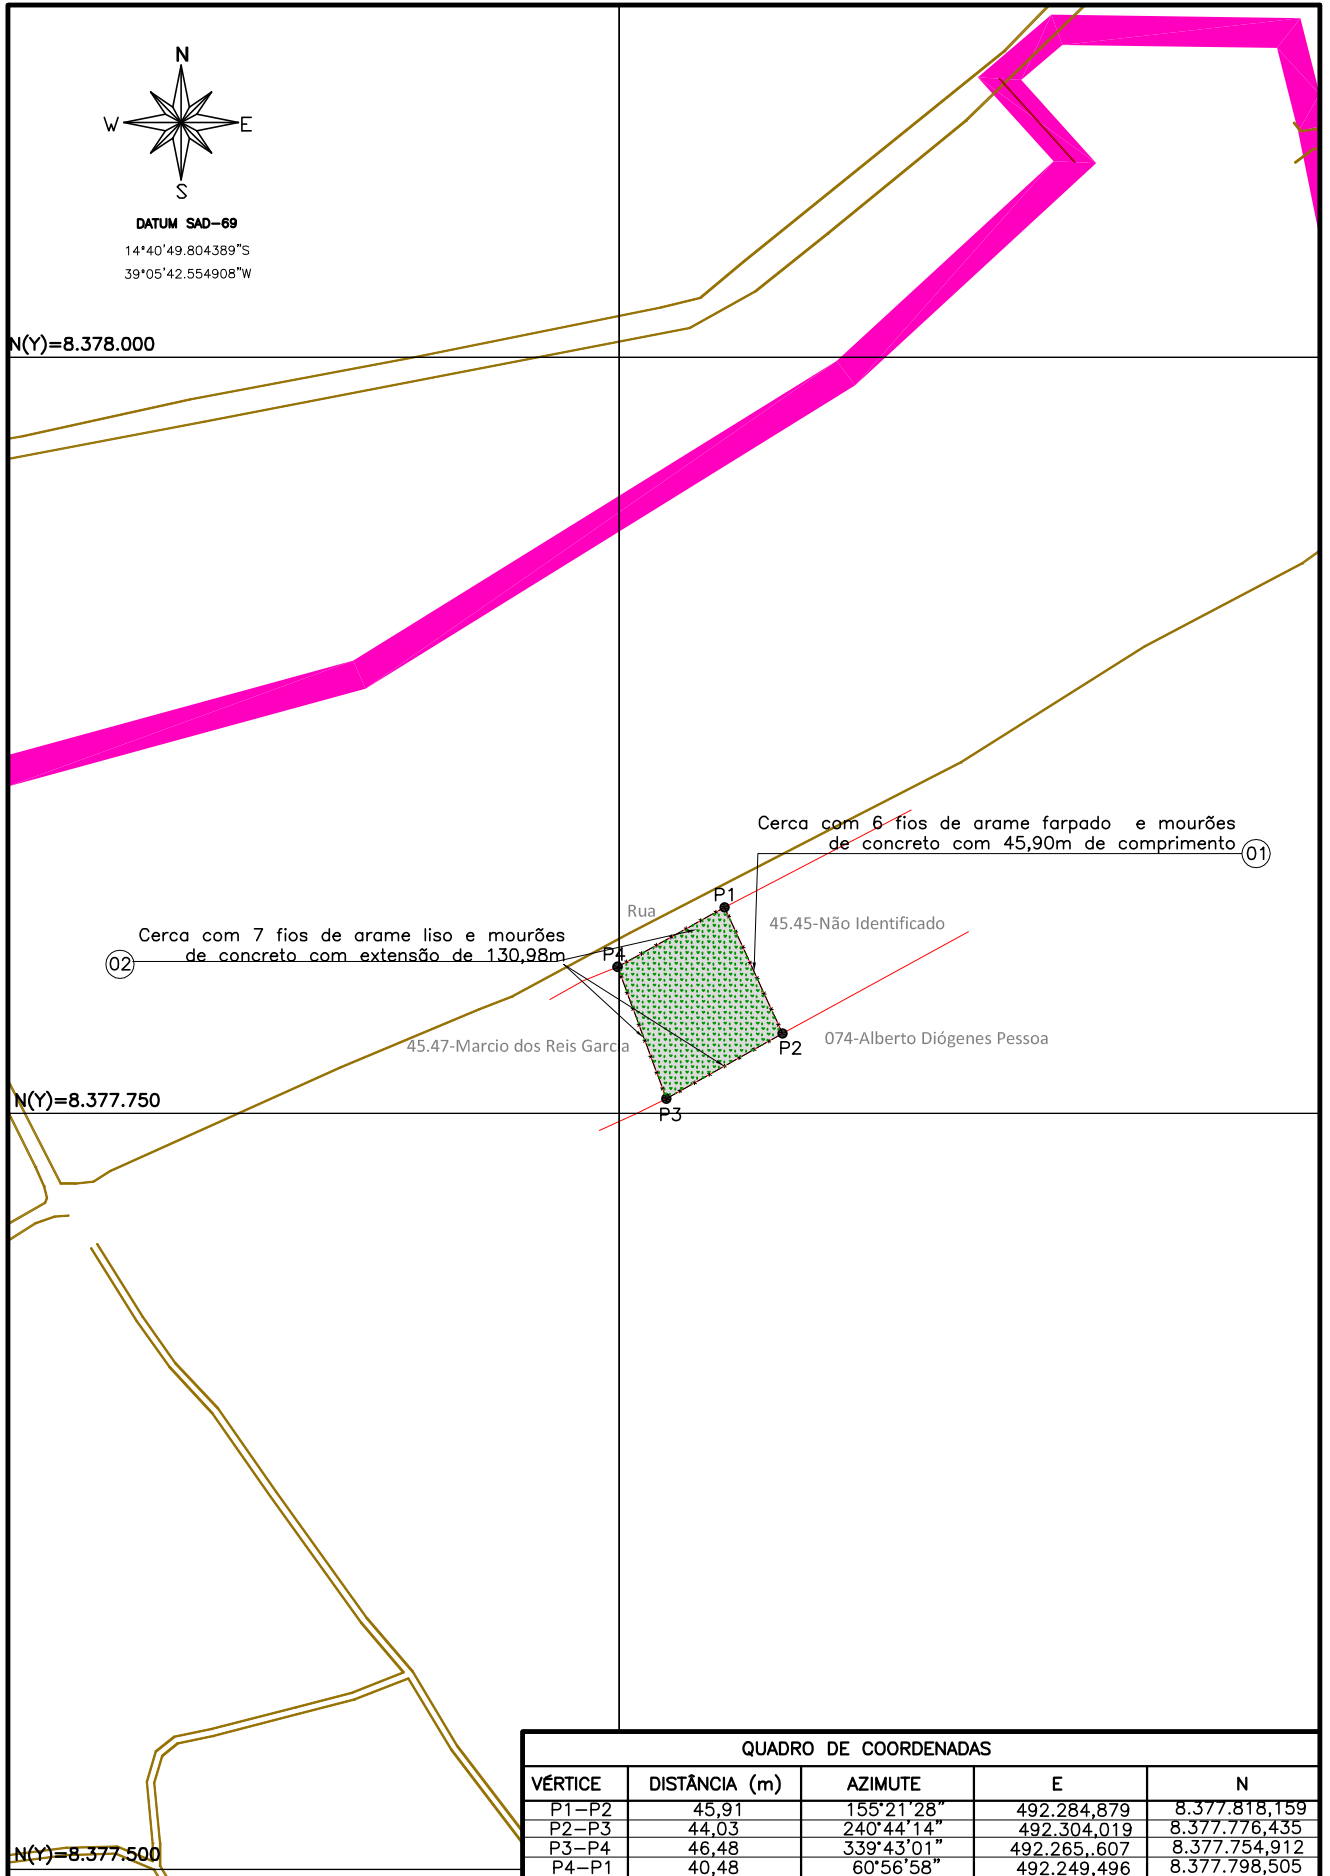 N
W E
S
DATUM SAD-69
14°40'49.804389"S
39°05'42.554908"W
N(Y)=8.378.000
Cerca com 6 fios de arame farpado e mourões
de concreto com 45,90m de comprimento
01
P1
Rua
45.45-Não Identificado
Cerca com 7 fios de arame liso e mourões
de concreto com extensão de 130,98m
02
P4
45.47-Marcio dos Reis Garcia
074-Alberto Diógenes Pessoa
P2
N(Y)=8.377.750
P3
QUADRO DE COORDENADAS
VÉRTICE DISTÂNCIA (m) AZIMUTE E N
P1-P2 45,91 155°21'28" 492.284,879 8.377.818,159
P2-P3 44,03 240°44'14" 492.304,019 8.377.776,435
P3-P4 46,48 339°43'01" 492.265,.607 8.377.754,912
P4-P1 40,48 60°56'58" 492.249,496 8.377.798,505
N(Y)=8.377.500